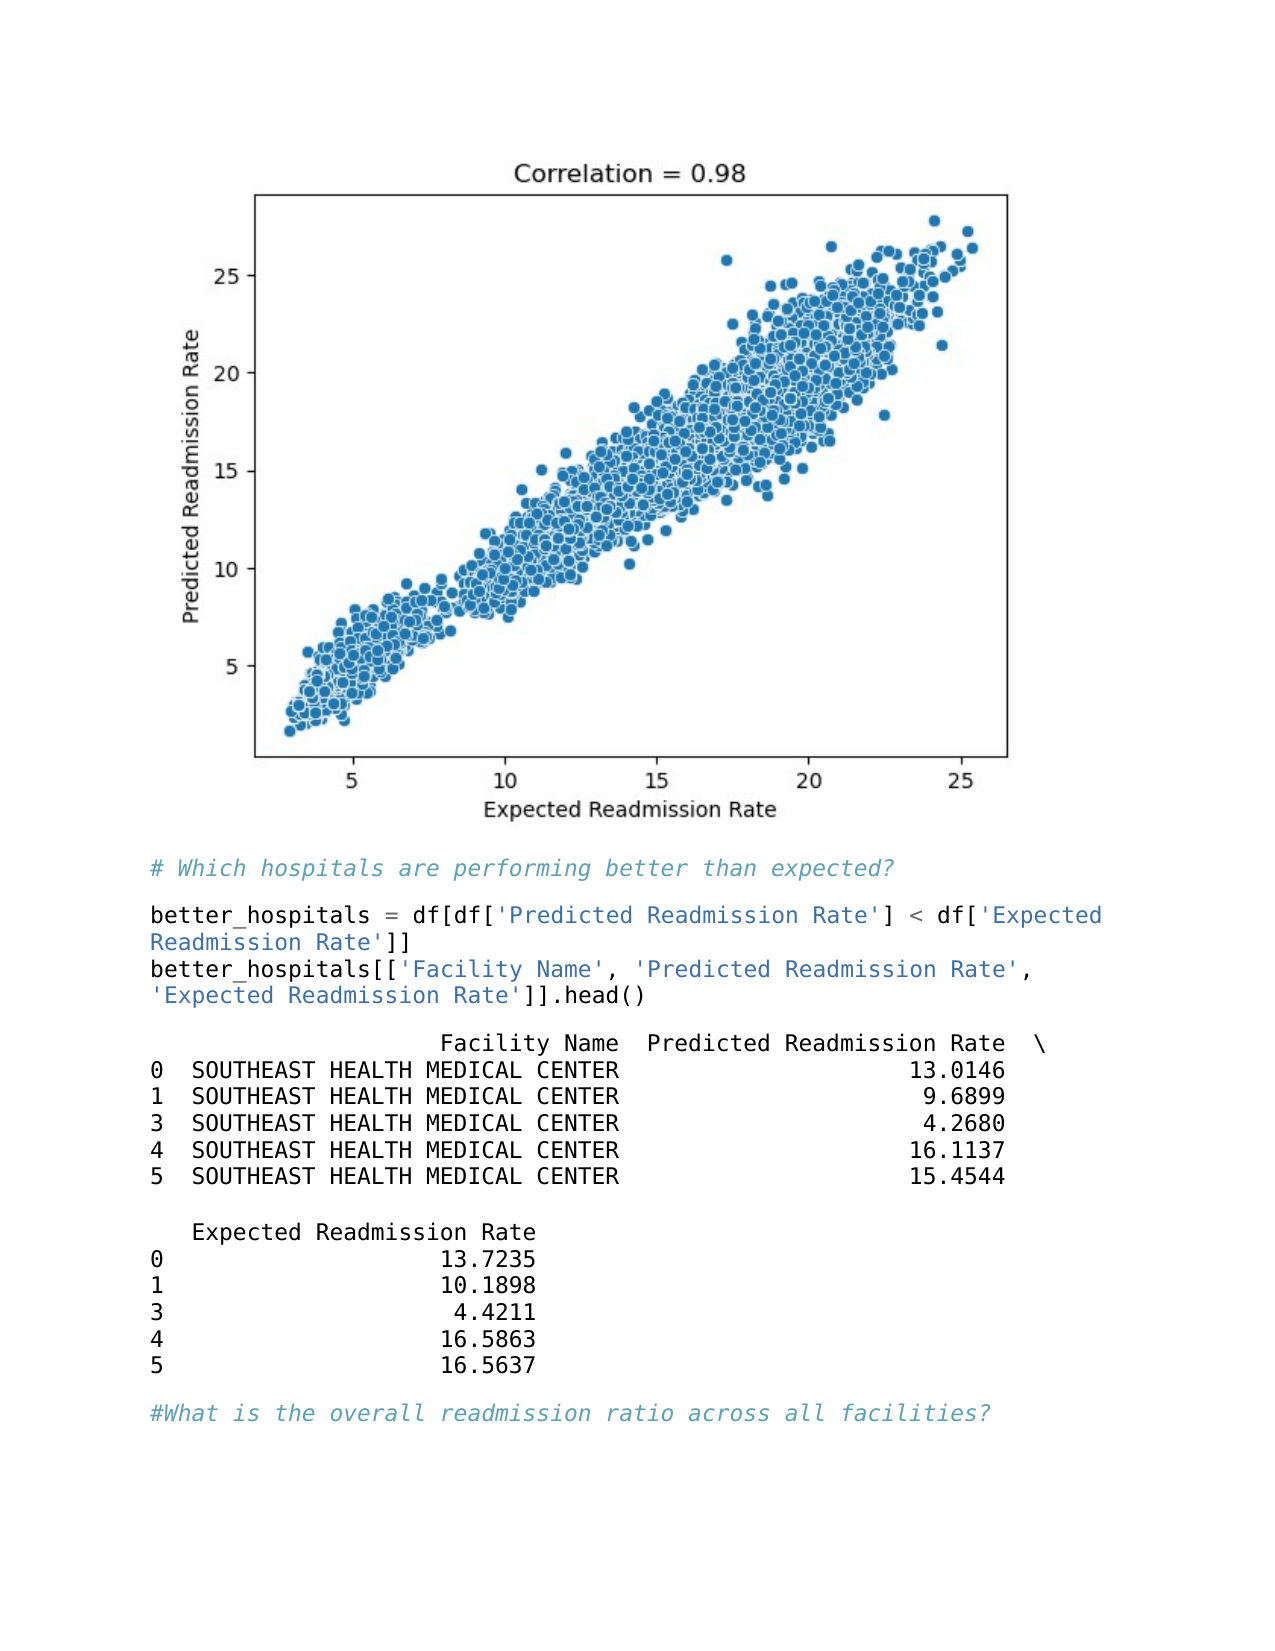 Correlation = 0.98
25
20
15
10
5
Predicted Readmission Rate
5 10 15 20 25
Expected Readmission Rate
# Which hospitals are performing better than expected?
better_hospitals = df[df['Predicted Readmission Rate'] < df['Expected
Readmission Rate']]
better_hospitals[['Facility Name', 'Predicted Readmission Rate',
'Expected Readmission Rate']].head()
Facility Name  Predicted Readmission Rate  \
0  SOUTHEAST HEALTH MEDICAL CENTER  13.0146
1  SOUTHEAST HEALTH MEDICAL CENTER  9.6899
3  SOUTHEAST HEALTH MEDICAL CENTER  4.2680
4  SOUTHEAST HEALTH MEDICAL CENTER  16.1137
5  SOUTHEAST HEALTH MEDICAL CENTER  15.4544
Expected Readmission Rate
0  13.7235
1  10.1898
3  4.4211
4  16.5863
5  16.5637
#What is the overall readmission ratio across all facilities?